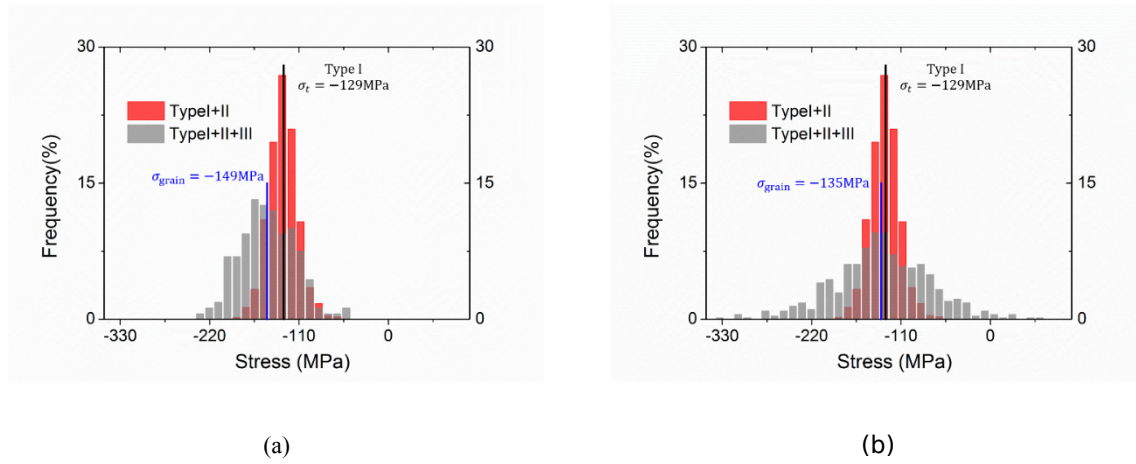 30
30
Type I
σₜ = −129MPa
TypeI+II
TypeI+II+III
σgrain = −149MPa
15
15
Frequency(%)
0
0
-330
-220
-110
0
Stress (MPa)
(a)
30
30
Type I
σₜ = −129MPa
TypeI+II
TypeI+II+III
σgrain = −135MPa
15
15
Frequency(%)
0
0
-330
-220
-110
0
Stress (MPa)
(b)